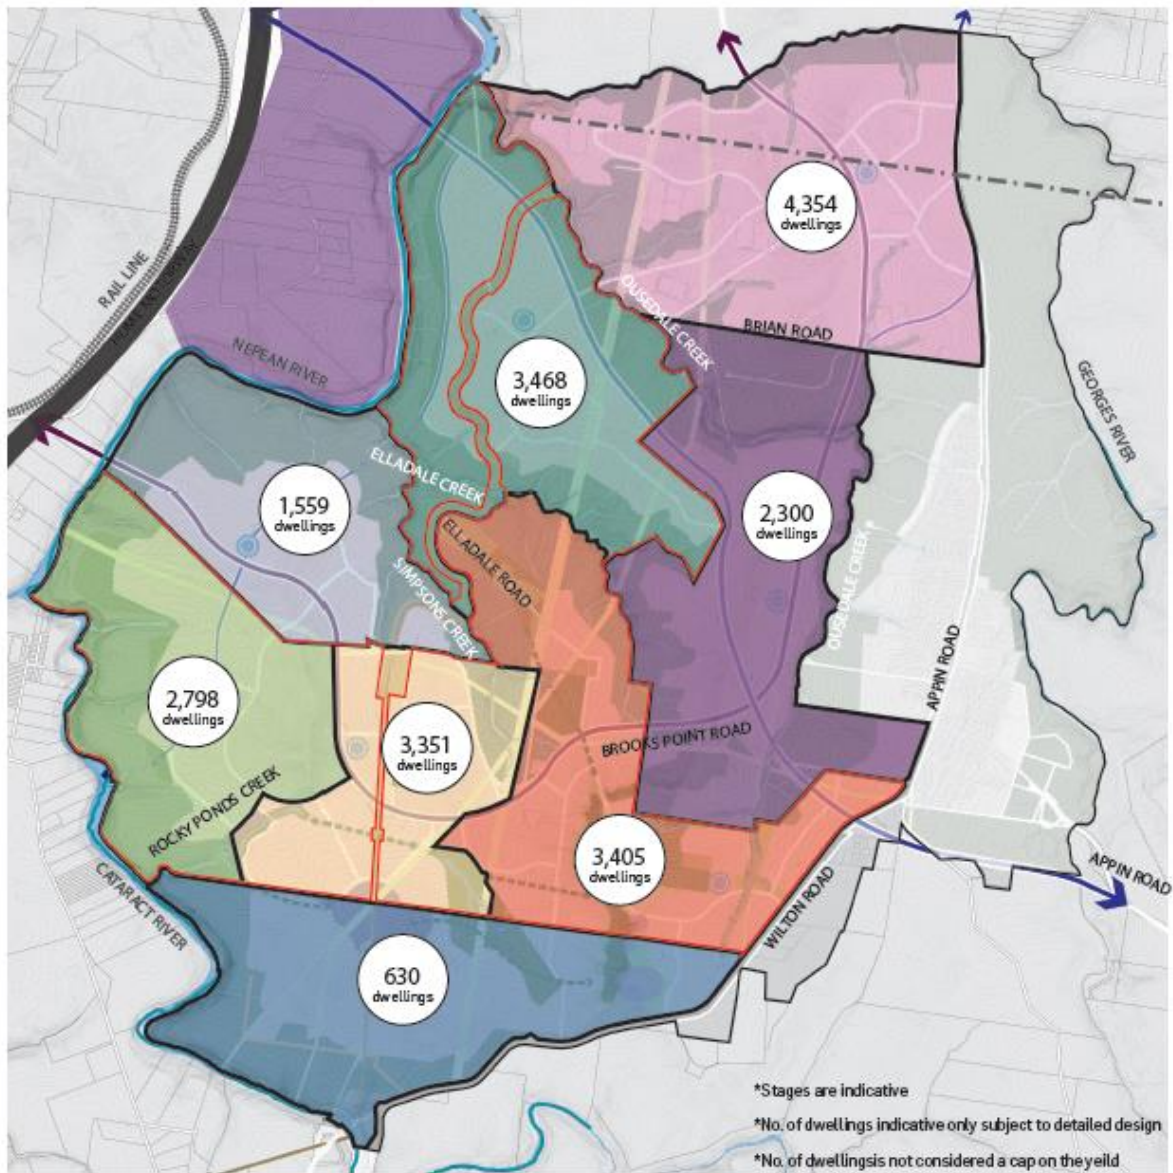 4,354
dwellings
RAIL LINE
OUSEDALE CREEK
BRIAN ROAD
NEPEAN RIVER
3,468
dwellings
GEORGES RIVER
ELLADALE CREEK
1,559
dwellings
2,300
dwellings
ELLADALE ROAD
OUSEDALE CREEK
SIMPSONS CREEK
APPIN ROAD
2,798
dwellings
3,351
dwellings
BROOKS POINT ROAD
ROCKY PONDS CREEK
3,405
dwellings
APPIN ROAD
CATARACT RIVER
WILTON ROAD
630
dwellings
*Stages are indicative
*No. of dwellings indicative only subject to detailed design
*No. of dwellingsis not considered a cap on the yeild